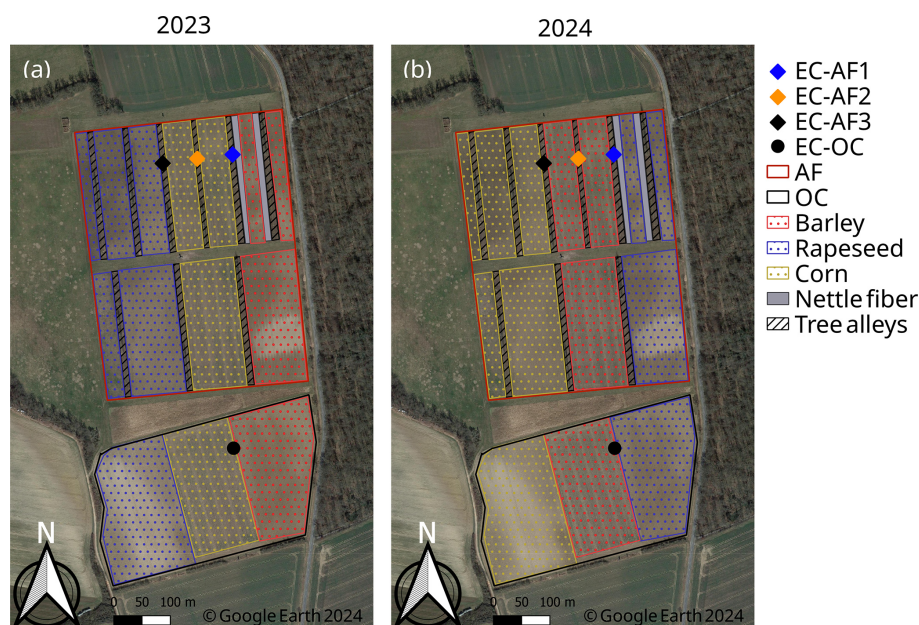 2023
2024
(a)
(b)
EC-AF1
EC-AF2
EC-AF3
EC-OC
AF
OC
Barley
Rapeseed
Corn
Nettle fiber
Tree alleys
N
0 50 100 m
© Google Earth 2024
N
0 50 100 m
© Google Earth 2024